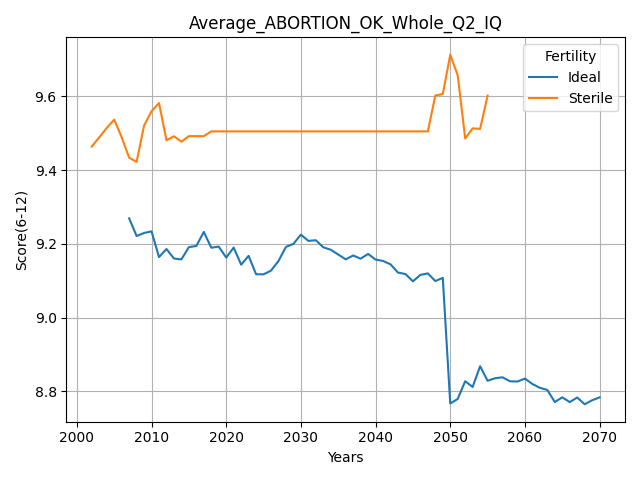 Average_ABORTION_OK_Whole_Q2_IQ
Fertility
Ideal
Sterile
Score(6-12)
9.6
9.4
9.2
9.0
8.8
2000 2010 2020 2030 2040 2050 2060 2070
Years